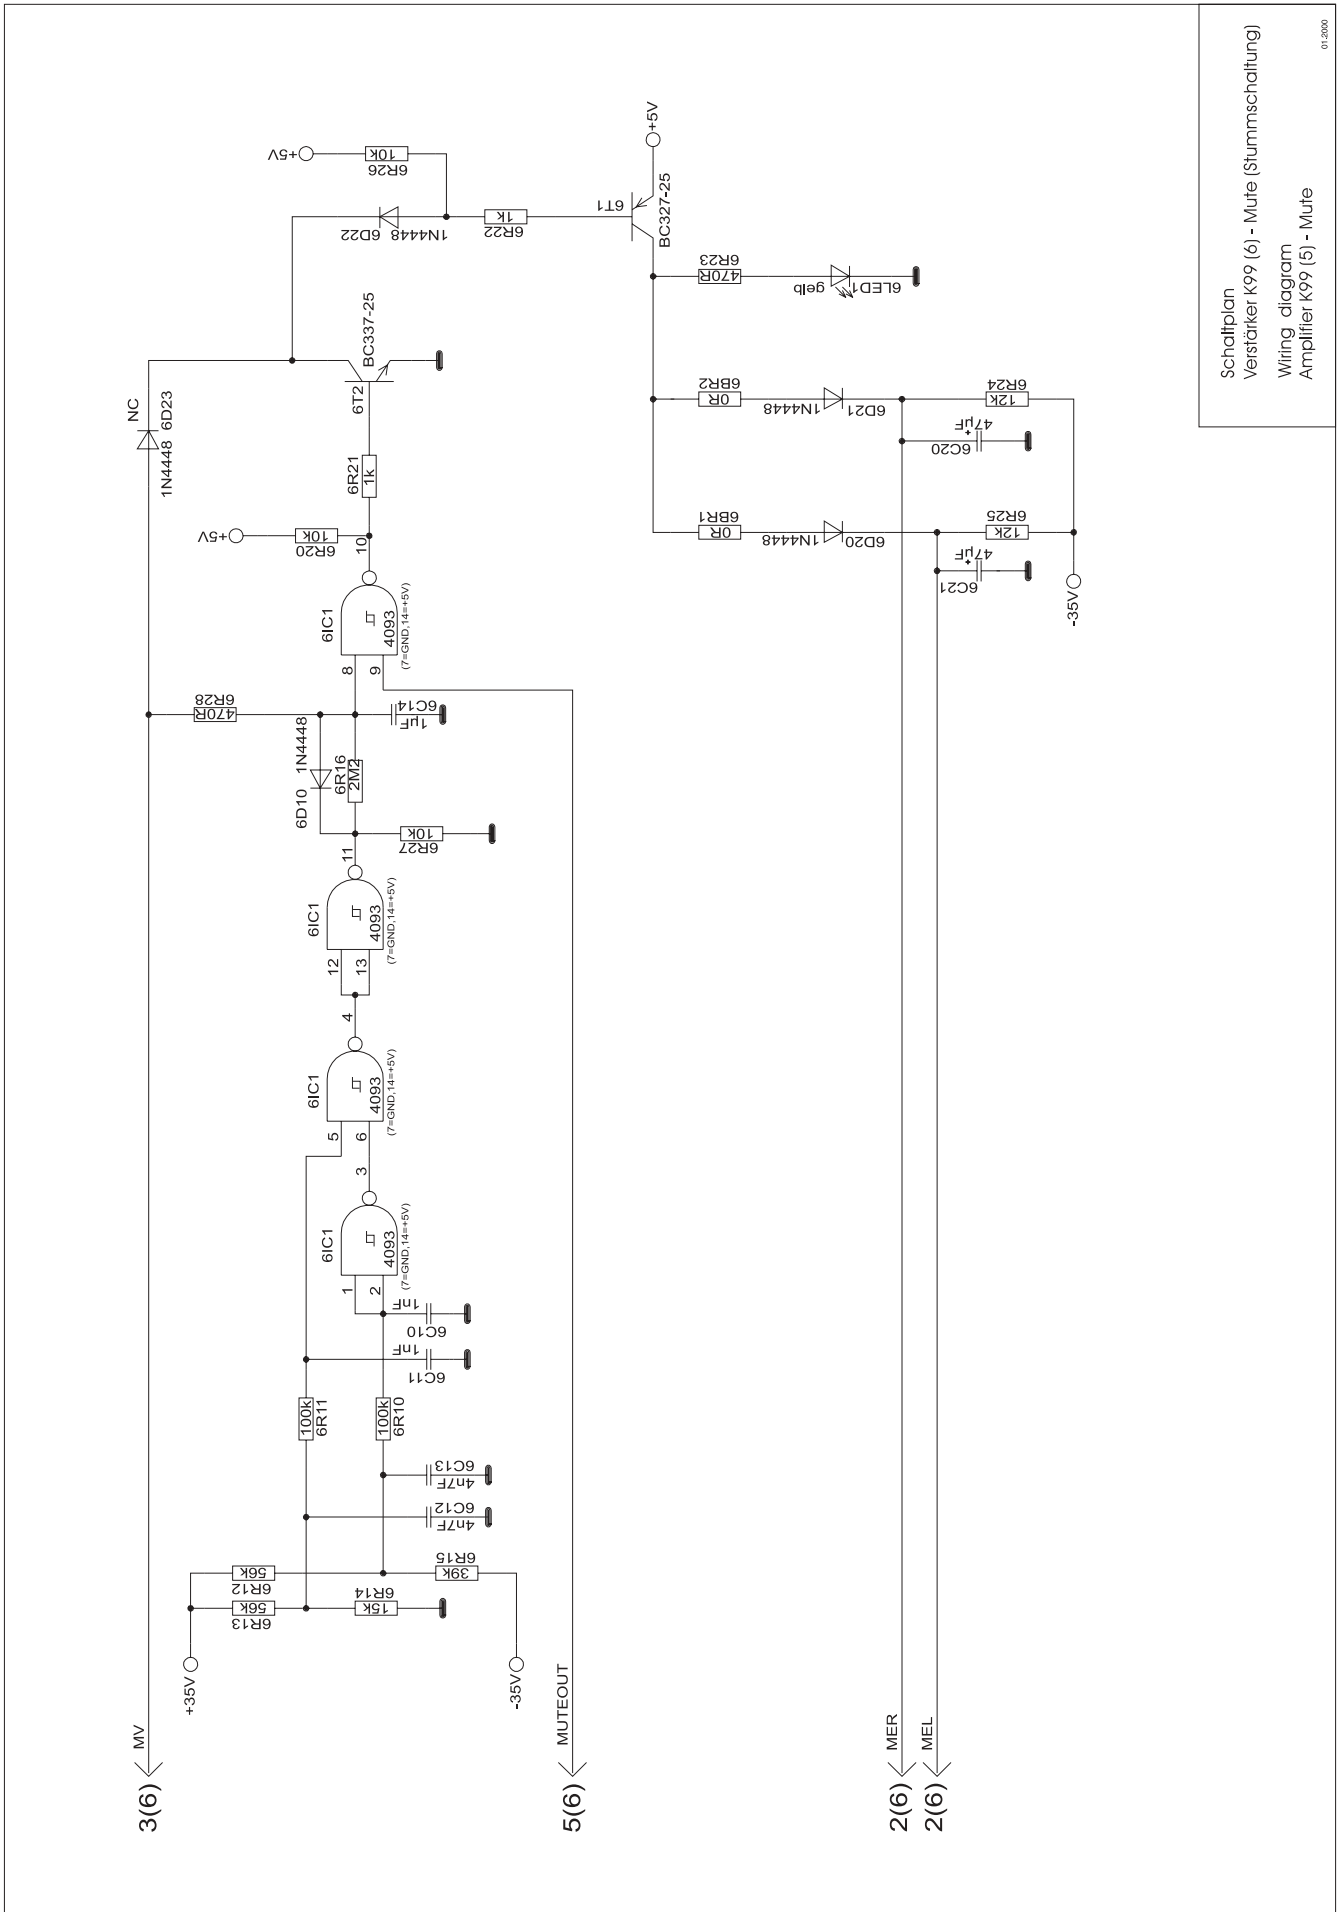 Schaltplan
Verstärker K99 (6) - Mute (Stummschaltung)
Wiring diagram
Amplifier K99 (5) - Mute
01.2000
+5V
10k
6R26
6D22
1N4448
1k
6R22
6T1
BC327-25
+5V
6R23
470R
gelb
6LED1
NC
6D23
1N4448
BC337-25
6T2
6R21
1k
+5V
10k
6R20
10
6BR2
0R
1N4448
6D21
6R24
12k
47µF
+
6C20
6BR1
0R
1N4448
6D20
6R25
12k
47µF
+
6C21
-35V
6IC1
4093
(7=GND,14=+5V)
8
9
6R28
470R
6C14
1µF
1N4448
6D10
6R16
2M2
11
10k
6R27
6IC1
4093
(7=GND,14=+5V)
12
13
4
6IC1
4093
(7=GND,14=+5V)
5
6
3
6IC1
4093
(7=GND,14=+5V)
1
2
1nF
6C10
1nF
6C11
100k
6R11
100k
6R10
6C13
4n7F
6C12
4n7F
6R15
39k
56k
6R12
6R14
15k
56k
6R13
+35V
-35V
MV
3(6)
MUTEOUT
5(6)
MER
2(6)
MEL
2(6)